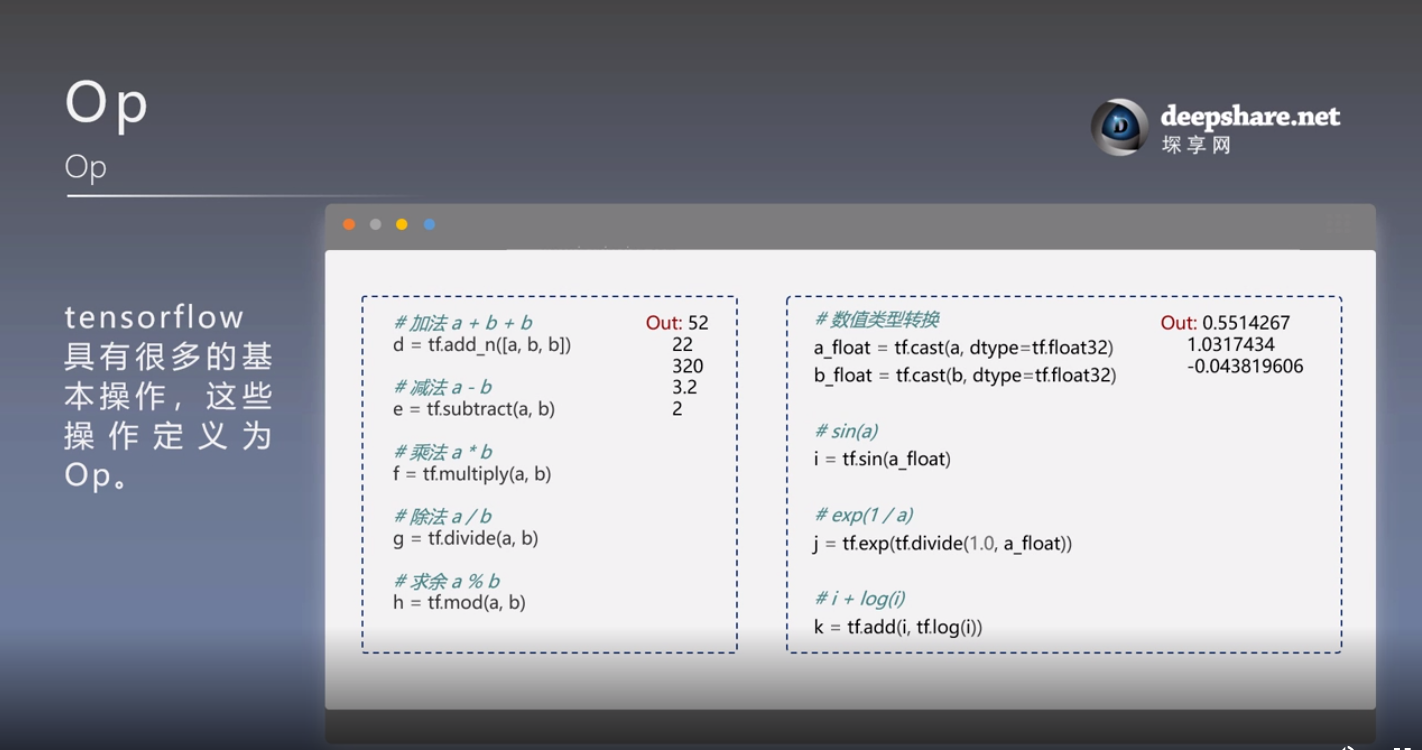 Op
Op
deepshare.net
琛享网
tensorflow
具有很多的基
本操作，这些
操作定义为
Op。
# 加法 a + b + b
d = tf.add_n([a, b, b])
# 减法 a - b
e = tf.subtract(a, b)
# 乘法 a * b
f = tf.multiply(a, b)
# 除法 a / b
g = tf.divide(a, b)
# 求余 a % b
h = tf.mod(a, b)
Out: 52
22
320
3.2
2
# 数值类型转换
a_float = tf.cast(a, dtype=tf.float32)
b_float = tf.cast(b, dtype=tf.float32)
# sin(a)
i = tf.sin(a_float)
# exp(1 / a)
j = tf.exp(tf.divide(1.0, a_float))
# i + log(i)
k = tf.add(i, tf.log(i))
Out: 0.5514267
1.0317434
-0.043819606